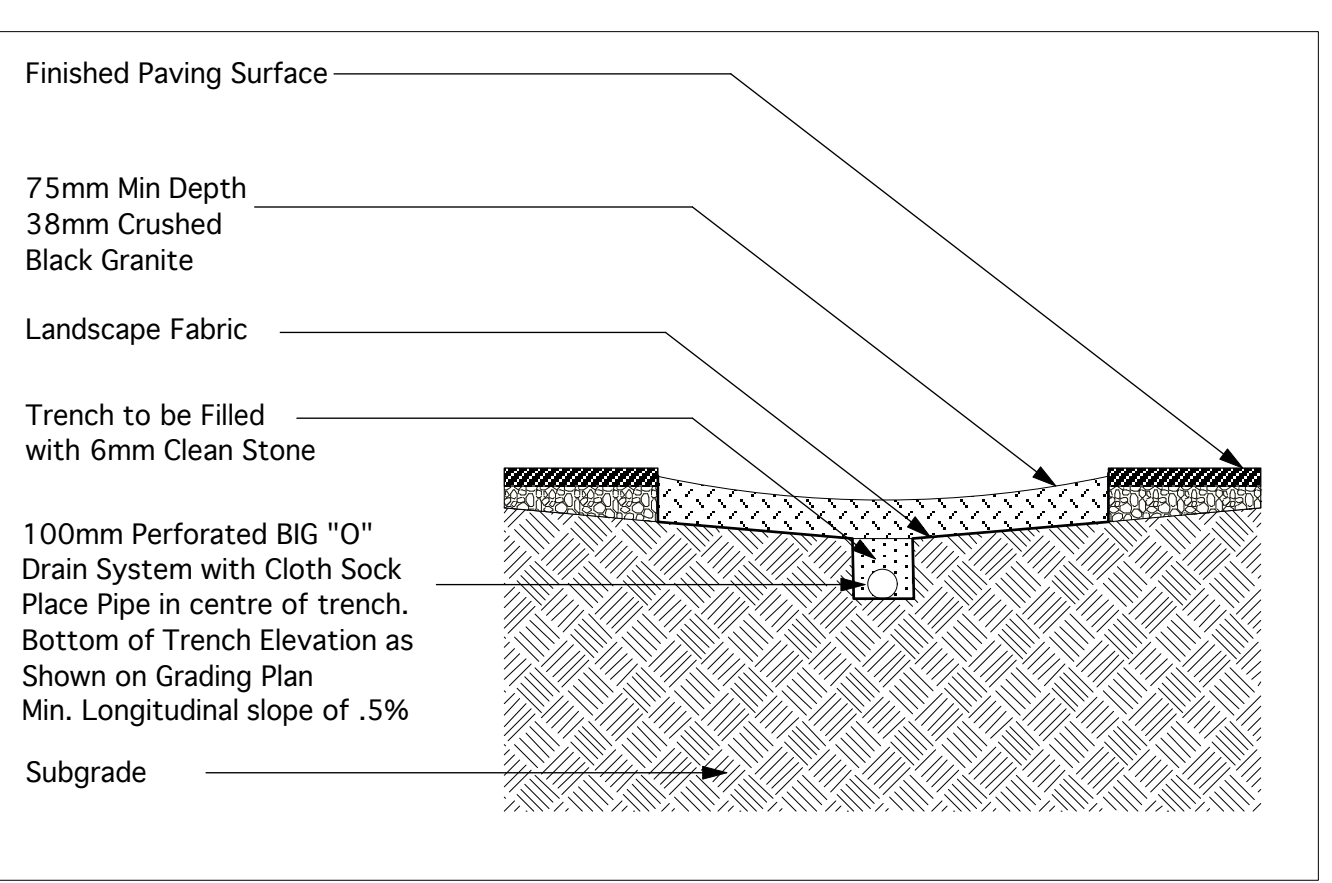 Finished Paving Surface
75mm Min Depth
38mm Crushed
Black Granite
Landscape Fabric
Trench to be Filled
with 6mm Clean Stone
100mm Perforated BIG "O"
Drain System with Cloth Sock
Place Pipe in centre of trench.
Bottom of Trench Elevation as
Shown on Grading Plan
Min. Longitudinal slope of .5%
Subgrade